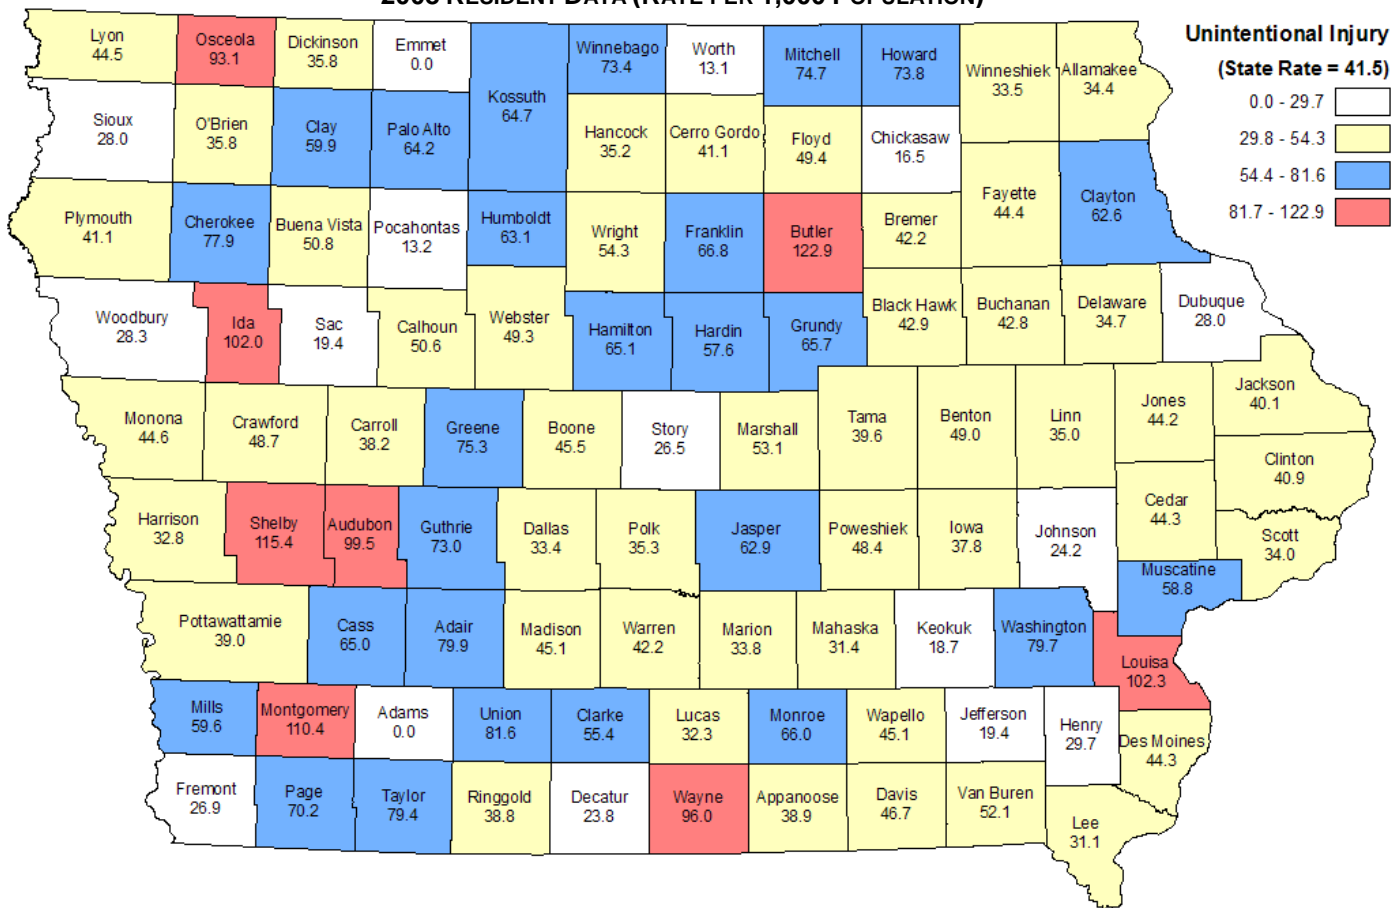 Unintentional Injury
(State Rate = 41.5)
0.0 - 29.7
29.8 - 54.3
54.4 - 81.6
81.7 - 122.9
Lyon
44.5
Osceola
93.1
Dickinson
35.8
Emmet
0.0
Kossuth
64.7
Winnebago
73.4
Worth
13.1
Mitchell
74.7
Howard
73.8
Winneshiek
33.5
Allamakee
34.4
Sioux
28.0
O'Brien
35.8
Clay
59.9
Palo Alto
64.2
Hancock
35.2
Cerro Gordo
41.1
Floyd
49.4
Chickasaw
16.5
Fayette
44.4
Clayton
62.6
Plymouth
41.1
Cherokee
77.9
Buena Vista
50.8
Pocahontas
13.2
Humboldt
63.1
Wright
54.3
Franklin
66.8
Butler
122.9
Bremer
42.2
Woodbury
28.3
Ida
102.0
Sac
19.4
Calhoun
50.6
Webster
49.3
Hamilton
65.1
Hardin
57.6
Grundy
65.7
Black Hawk
42.9
Buchanan
42.8
Delaware
34.7
Dubuque
28.0
Monona
44.6
Crawford
48.7
Carroll
38.2
Greene
75.3
Boone
45.5
Story
26.5
Marshall
53.1
Tama
39.6
Benton
49.0
Linn
35.0
Jones
44.2
Jackson
40.1
Clinton
40.9
Harrison
32.8
Shelby
115.4
Audubon
99.5
Guthrie
73.0
Dallas
33.4
Polk
35.3
Jasper
62.9
Poweshiek
48.4
Iowa
37.8
Johnson
24.2
Cedar
44.3
Scott
34.0
Muscatine
58.8
Pottawattamie
39.0
Cass
65.0
Adair
79.9
Madison
45.1
Warren
42.2
Marion
33.8
Mahaska
31.4
Keokuk
18.7
Washington
79.7
Louisa
102.3
Mills
59.6
Montgomery
110.4
Adams
0.0
Union
81.6
Clarke
55.4
Lucas
32.3
Monroe
66.0
Wapello
45.1
Jefferson
19.4
Henry
29.7
Des Moines
44.3
Fremont
26.9
Page
70.2
Taylor
79.4
Ringgold
38.8
Decatur
23.8
Wayne
96.0
Appanoose
38.9
Davis
46.7
Van Buren
52.1
Lee
31.1